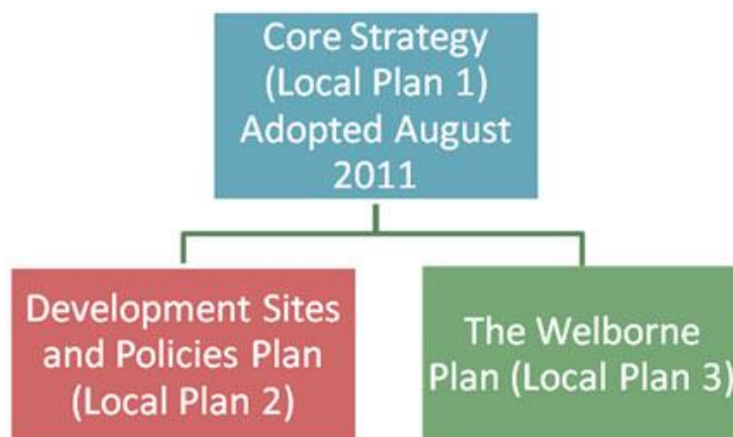 Core Strategy
(Local Plan 1)
Adopted August
2011
Development Sites
and Policies Plan
(Local Plan 2)
The Welborne
Plan (Local Plan 3)